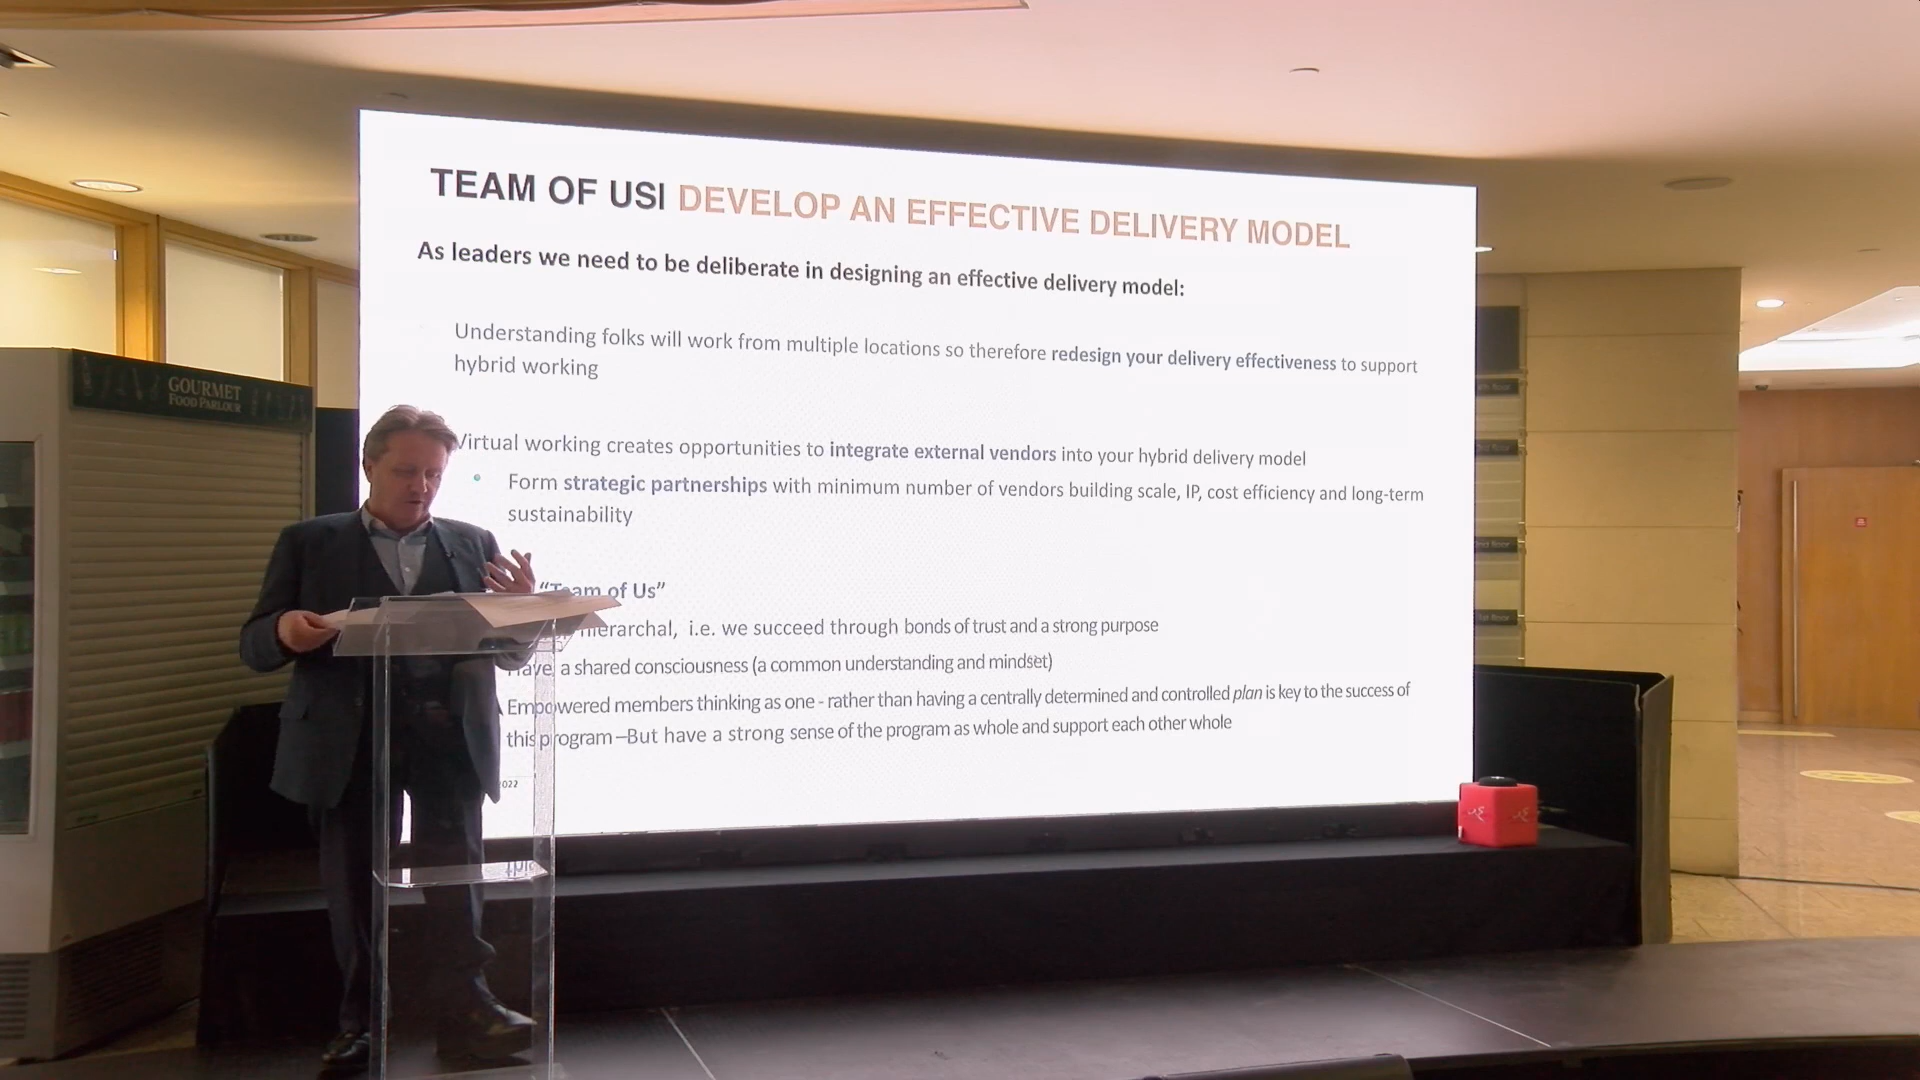 TEAM OF USI DEVELOP AN EFFECTIVE DELIVERY MODEL
As leaders we need to be deliberate in designing an effective delivery model:
Understanding folks will work from multiple locations so therefore redesign your delivery effectiveness to support
hybrid working
Virtual working creates opportunities to integrate external vendors into your hybrid delivery model
• Form strategic partnerships with minimum number of vendors building scale, IP, cost efficiency and long-term
sustainability
"Team of Us"
hierarchal, i.e. we succeed through bonds of trust and a strong purpose
Have a shared consciousness (a common understanding and mindset)
Empowered members thinking as one - rather than having a centrally determined and controlled plan is key to the success of
this program –But have a strong sense of the program as whole and support each other whole
GOURMET
FOOD PARLOUR